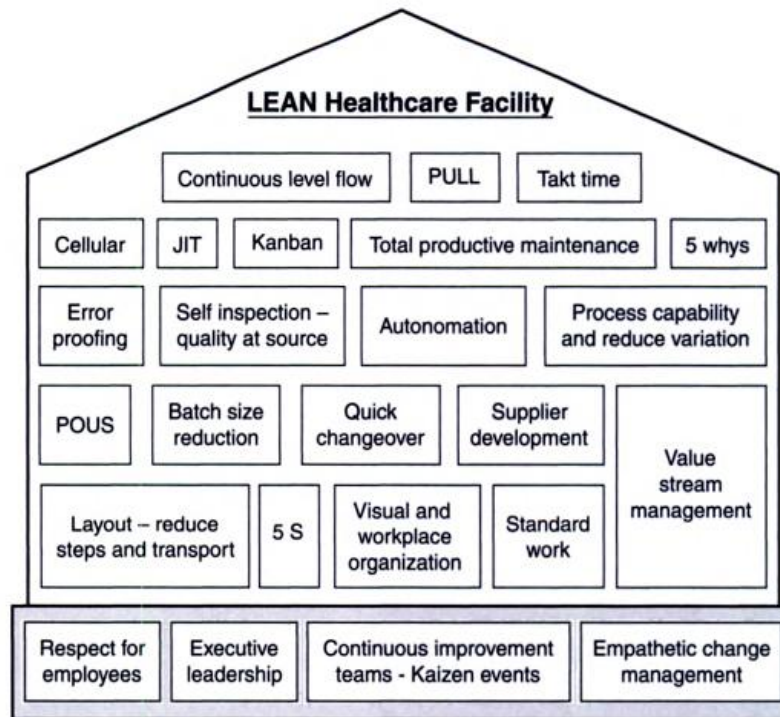 LEAN Healthcare Facility
Continuous level flow
PULL
Takt time
Cellular
JIT
Kanban
Total productive maintenance
5 whys
Error
proofing
Self inspection –
quality at source
Autonomation
Process capability
and reduce variation
POUS
Batch size
reduction
Quick
changeover
Supplier
development
Value
stream
management
Layout – reduce
steps and transport
5 S
Visual and
workplace
organization
Standard
work
Respect for
employees
Executive
leadership
Continuous improvement
teams - Kaizen events
Empathetic change
management